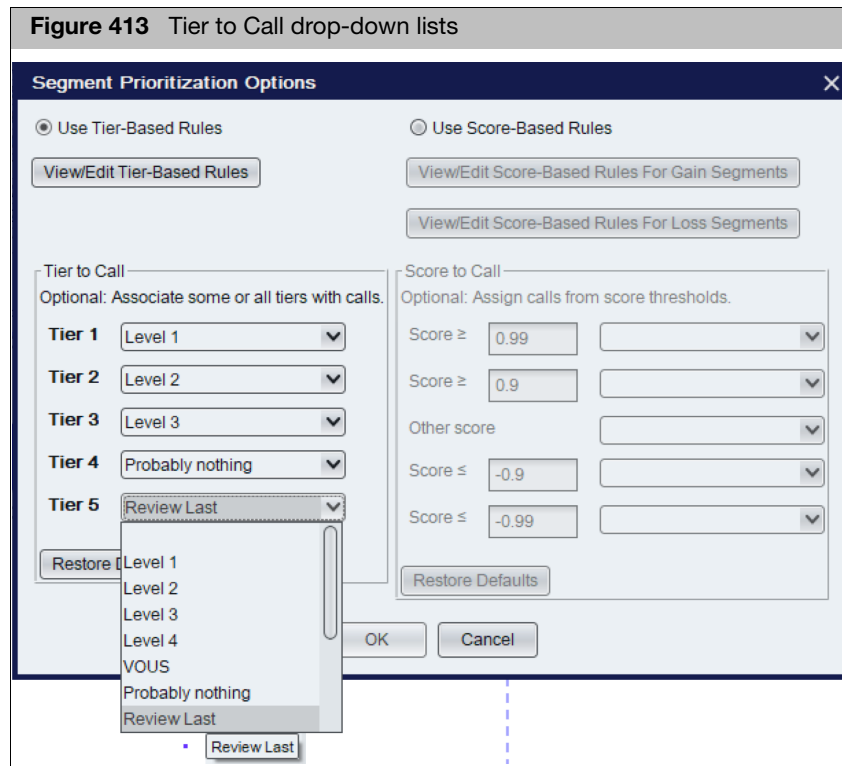 Figure 413 Tier to Call drop-down lists
Segment Prioritization Options
Use Tier-Based Rules
Use Score-Based Rules
View/Edit Tier-Based Rules
View/Edit Score-Based Rules For Gain Segments
View/Edit Score-Based Rules For Loss Segments
Tier to Call
Optional: Associate some or all tiers with calls.
Tier 1 Level 1
Tier 2 Level 2
Tier 3 Level 3
Tier 4 Probably nothing
Tier 5 Review Last
Level 1
Level 2
Level 3
Level 4
VOUS
Probably nothing
Review Last
Review Last
Restore
Score to Call
Optional: Assign calls from score thresholds.
Score ≥ 0.99
Score ≥ 0.9
Other score
Score ≤ -0.9
Score ≤ -0.99
Restore Defaults
OK
Cancel